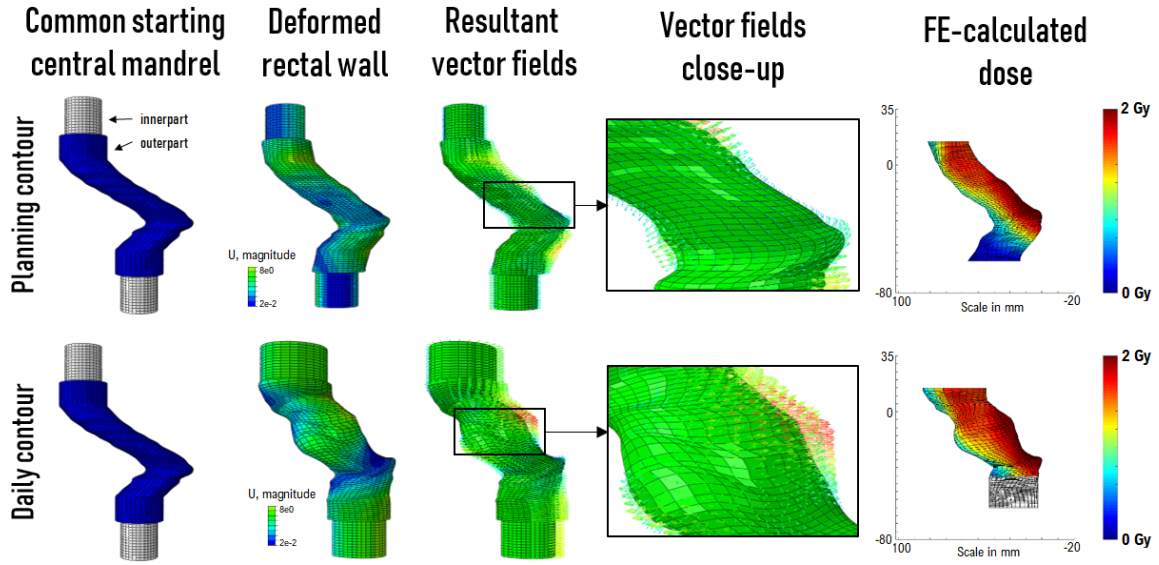 Common starting
central mandrel
Deformed
rectal wall
Resultant
vector fields
Vector fields
close-up
FE-calculated
dose
Planning contour
innerpart
outerpart
U, magnitude
8e0
2e-2
35
0
-80
100
-20
Scale in mm
2 Gy
0 Gy
Daily contour
U, magnitude
8e0
2e-2
35
0
-80
100
-20
Scale in mm
2 Gy
0 Gy